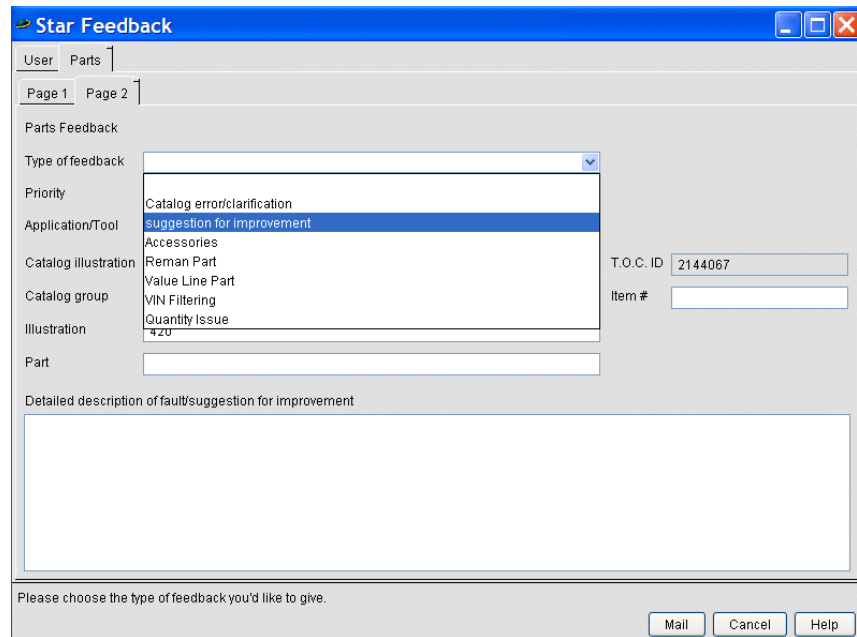 Star Feedback
User Parts
Page 1 Page 2
Parts Feedback
Type of feedback
Priority
Catalog error/clarification
Application/Tool suggestion for improvement
Accessories
Catalog illustration Reman Part T.O.C. ID 2144067
Value Line Part
Catalog group VIN Filtering Item #
Quantity Issue
Illustration 420
Part
Detailed description of fault/suggestion for improvement
Please choose the type of feedback you'd like to give.
Mail Cancel Help